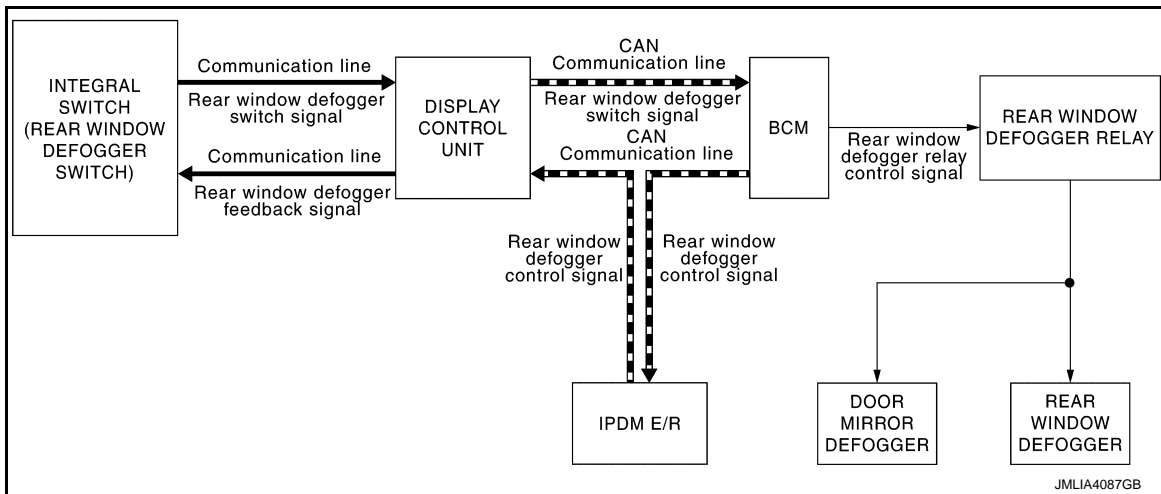 INTEGRAL
SWITCH
(REAR WINDOW
DEFOGGER
SWITCH)
Communication line
Rear window defogger
switch signal
Communication line
Rear window defogger
feedback signal
DISPLAY
CONTROL
UNIT
CAN
Communication line
Rear window defogger
switch signal
CAN
Communication line
Rear window
defogger
control signal
Rear window
defogger
control signal
IPDM E/R
BCM
Rear window
defogger relay
control signal
REAR WINDOW
DEFOGGER RELAY
DOOR
MIRROR
DEFOGGER
REAR
WINDOW
DEFOGGER
JMLIA4087GB